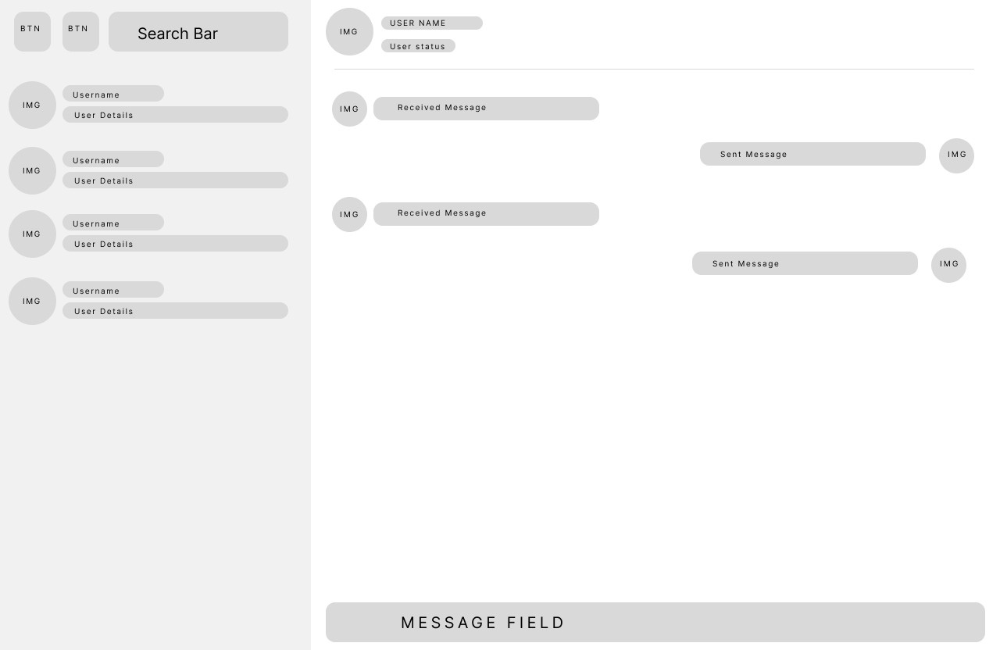 BTN
BTN
Search Bar
IMG
Username
User Details
IMG
Username
User Details
IMG
Username
User Details
IMG
Username
User Details
IMG
USER NAME
User status
IMG
Received Message
Sent Message
IMG
IMG
Received Message
Sent Message
IMG
MESSAGE FIELD